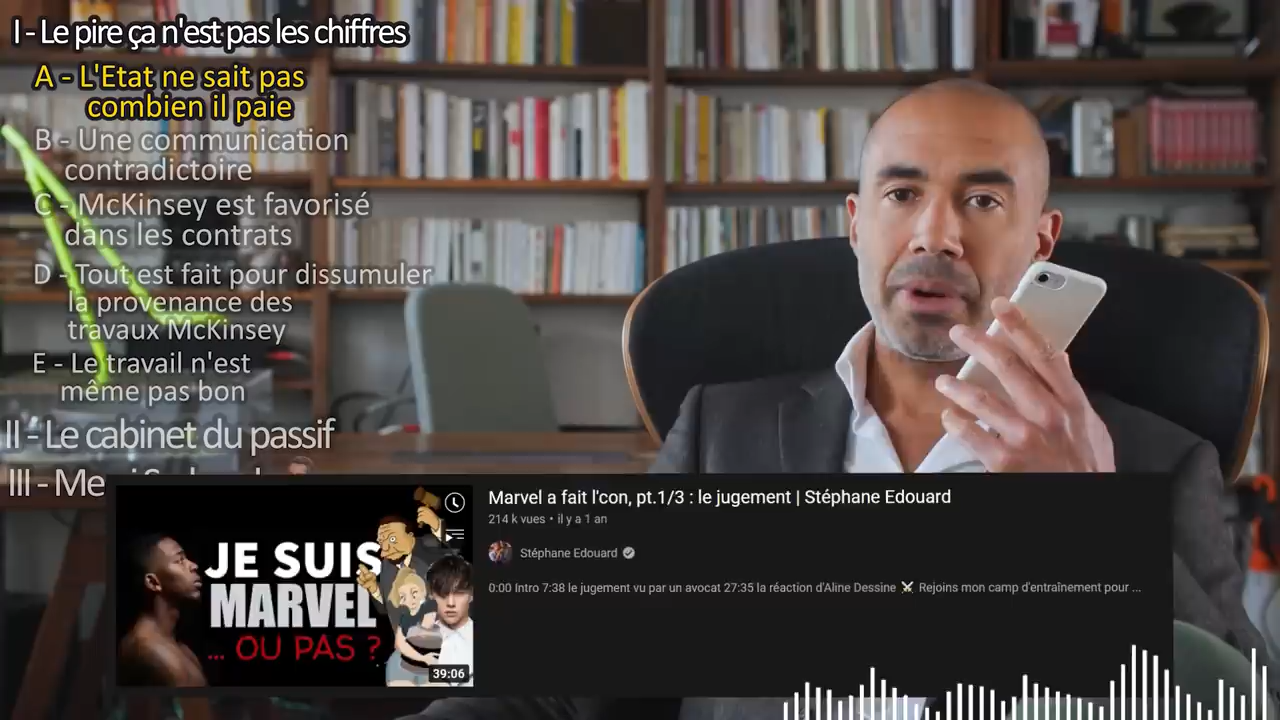 I - Le pire ça n'est pas les chiffres
A - L'Etat ne sait pas
combien il paie
B - Une communication
contradictoire
C - McKinsey est favorisé
dans les contrats
D - Tout est fait pour dissumuler
la provenance des
travaux McKinsey
E - Le travail n'est
même pas bon
II - Le cabinet du passif
III -
JE SUIS
MARVEL
... OU PAS ?
39:06
Marvel a fait l'con, pt.1/3 : le jugement | Stéphane Edouard
214 k vues • il y a 1 an
Stéphane Edouard
0:00 Intro 7:38 le jugement vu par un avocat 27:35 la réaction d'Aline Dessine ⚔️ Rejoins mon camp d'entraînement pour ...